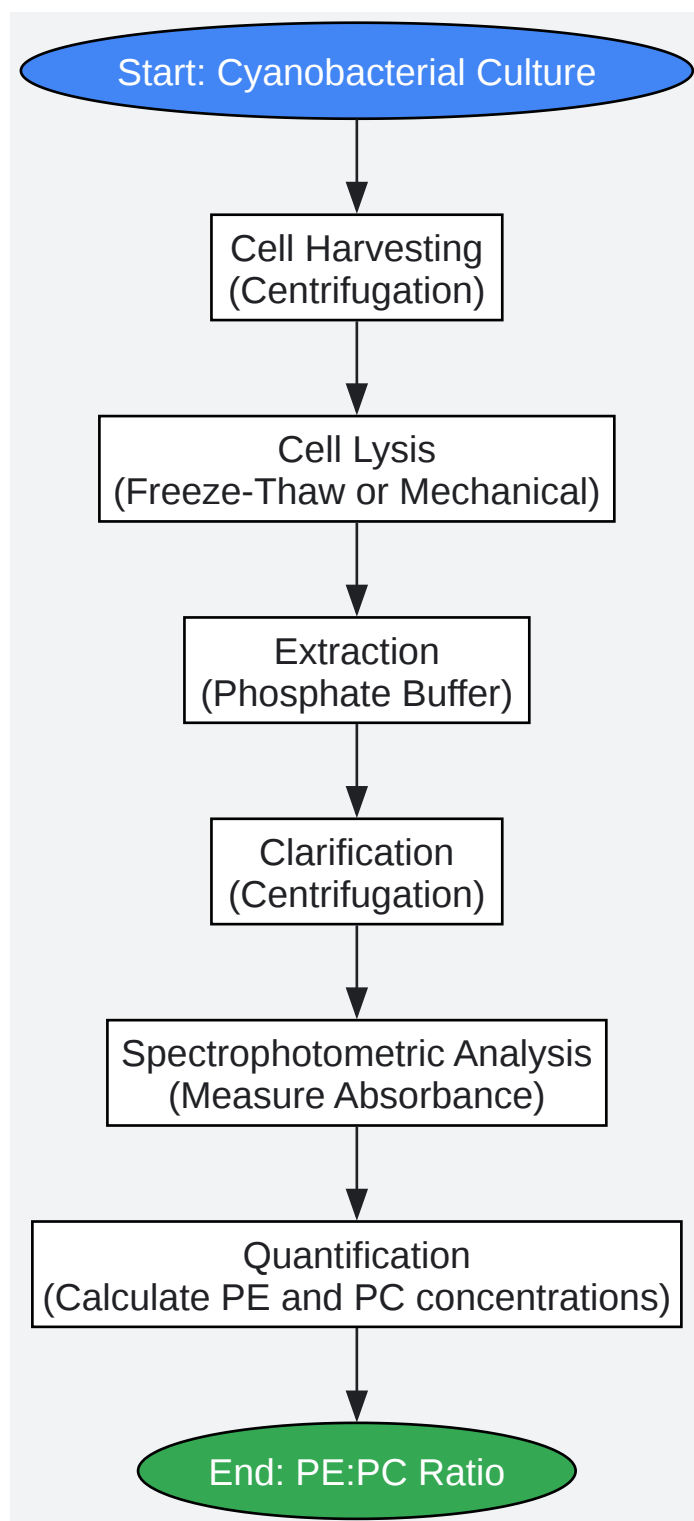 Start: Cyanobacterial Culture
Cell Harvesting
(Centrifugation)
Cell Lysis
(Freeze-Thaw or Mechanical)
Extraction
(Phosphate Buffer)
Clarification
(Centrifugation)
Spectrophotometric Analysis
(Measure Absorbance)
Quantification
(Calculate PE and PC concentrations)
End: PE:PC Ratio